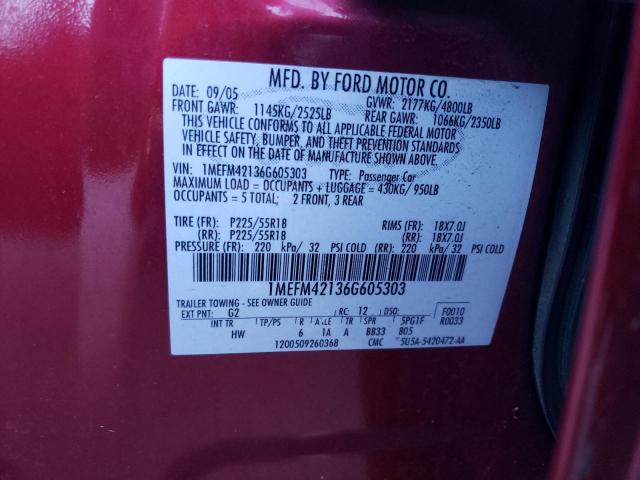 MFD. BY FORD MOTOR CO.
DATE: 09/05 GVWR: 2177KG/4800LB
FRONT GAWR: 1145KG/2525LB REAR GAWR: 1066KG/2350LB
THIS VEHICLE CONFORMS TO ALL APPLICABLE FEDERAL MOTOR
VEHICLE SAFETY, BUMPER, AND THEFT PREVENTION STANDARDS
IN EFFECT ON THE DATE OF MANUFACTURE SHOWN ABOVE.
VIN: 1MEFM42136G605303 TYPE: Passenger Car
MAXIMUM LOAD = OCCUPANTS + LUGGAGE = 430KG/ 950LB
OCCUPANTS = 5 TOTAL; 2 FRONT, 3 REAR
TIRE (FR): P225/55R18 RIMS (FR): 18X7.0J
(RR): P225/55R18 (RR): 18X7.0J
PRESSURE (FR): 220 kPa/ 32 PSI COLD (RR): 220 kPa/ 32 PSI COLD
1MEFM42136G605303
TRAILER TOWING - SEE OWNER GUIDE F0010
EXT PNT: G2 RC: 12 DSO: R0033
INT TR TP/PS R AXLE TR SPR SPG1F
HW 6 1A A BB33 805
1200509260368 CMC 5U5A-5420472-AA